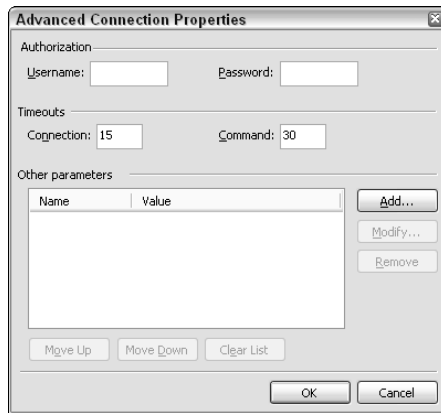 Advanced Connection Properties
Authorization
Username:
Password:
Timeouts
Connection: 15
Command: 30
Other parameters
Name
Value
Add...
Modify...
Remove
Move Up
Move Down
Clear List
OK
Cancel